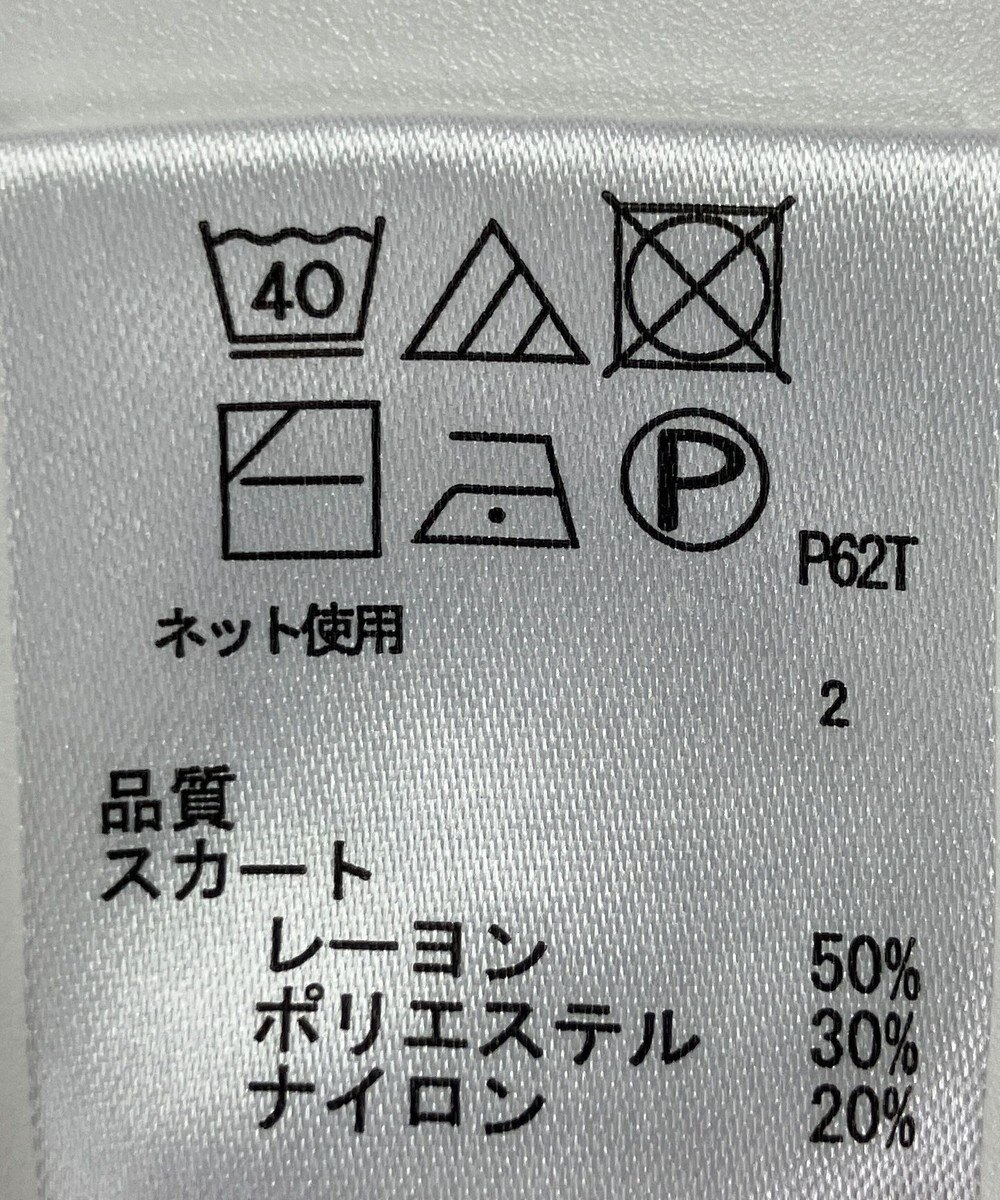 40
P
P62T
ネット使用
2
品質
スカート
レーヨン 50%
ポリエステル 30%
ナイロン 20%